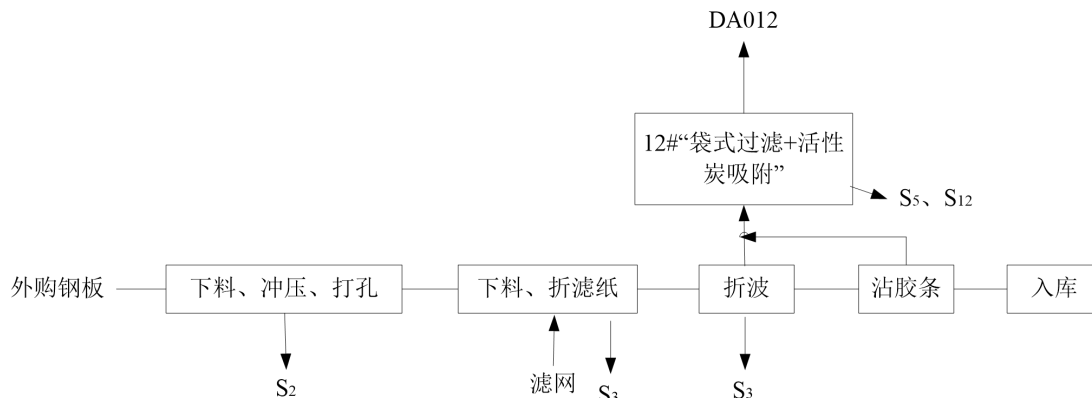 DA012
12#“袋式过滤+活性
炭吸附”
S5、S12
外购钢板
下料、冲压、打孔
下料、折滤纸
折波
沾胶条
入库
S2
滤网
S3
S3